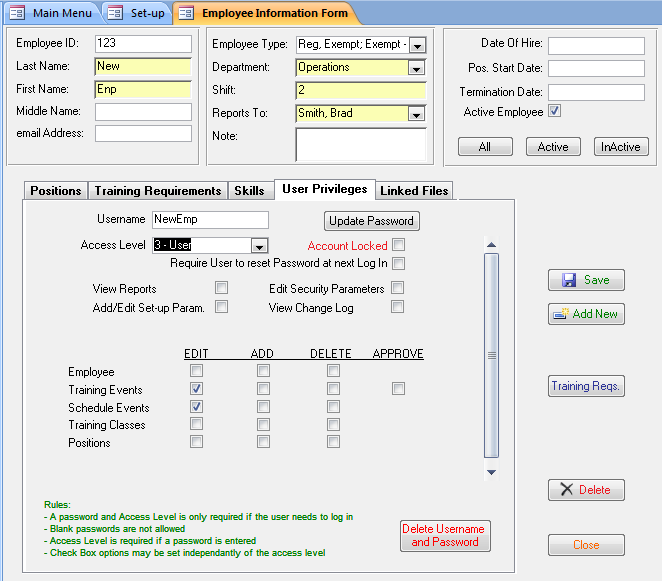 Main Menu Set-up Employee Information Form
Employee ID: 123
Last Name: New
First Name: Enp
Middle Name:
email Address:
Employee Type: Reg, Exempt; Exempt -
Department: Operations
Shift: 2
Reports To: Smith, Brad
Note:
Date Of Hire:
Pos. Start Date:
Termination Date:
Active Employee
All Active InActive
Positions Training Requirements Skills User Privileges Linked Files
Username NewEmp Update Password
Access Level 3 - User Account Locked
Require User to reset Password at next Log In
View Reports Edit Security Parameters
Add/Edit Set-up Param. View Change Log
EDIT ADD DELETE APPROVE
Employee
Training Events
Schedule Events
Training Classes
Positions
Rules:
- A password and Access Level is only required if the user needs to log in
- Blank passwords are not allowed
- Access Level is required if a password is entered
- Check Box options may be set independantly of the access level
Delete Username
and Password
Save
Add New
Training Reqs.
Delete
Close